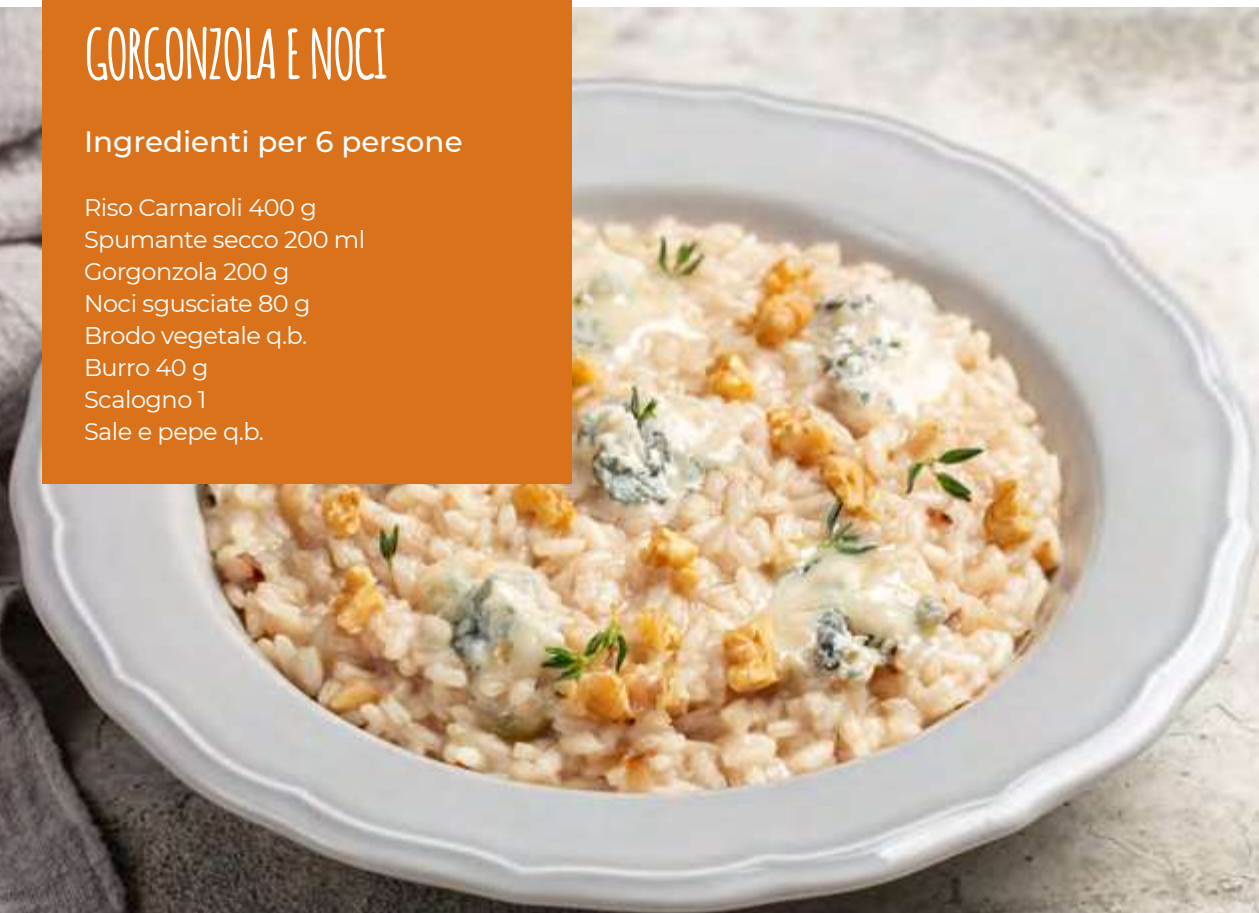 GORGONZOLA E NOCI
Ingredienti per 6 persone
Riso Carnaroli 400 g
Spumante secco 200 ml
Gorgonzola 200 g
Noci sgusciate 80 g
Brodo vegetale q.b.
Burro 40 g
Scalogno 1
Sale e pepe q.b.